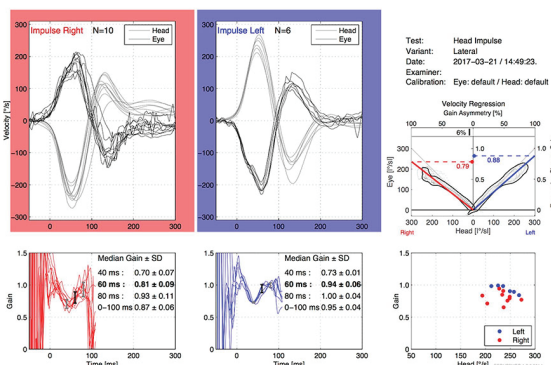 Impulse Right N=10
Head
Eye
Impulse Left N=6
Head
Eye
Velocity [°/s]
300
200
100
0
-100
-200
-300
0 100 200 300
0 100 200 300
Test: Head Impulse
Variant: Lateral
Date: 2017-03-21 / 14:49:23.
Examiner:
Calibration: Eye: default / Head: default
Velocity Regression
Gain Asymmetry [%]
100 50 0 50 100
6%
1.0
0.5
1.0
0.5
0.79
0.88
Eye [°/s]
300
200
100
0
300 200 100 0 100 200 300
Right Head [°/s] Left
Gain
1.5
1.0
0.5
0
Median Gain ± SD
40 ms : 0.70 ± 0.07
60 ms : 0.81 ± 0.09
80 ms : 0.93 ± 0.11
0−100 ms : 0.87 ± 0.06
0 100 200 300
Time [ms]
1.5
1.0
0.5
0
Median Gain ± SD
40 ms : 0.73 ± 0.01
60 ms : 0.94 ± 0.06
80 ms : 1.00 ± 0.04
0−100 ms : 0.95 ± 0.04
0 100 200 300
Time [ms]
Gain
1.5
1.0
0.5
0
Left
Right
50 100 150 200 250 300
Head [°/s]